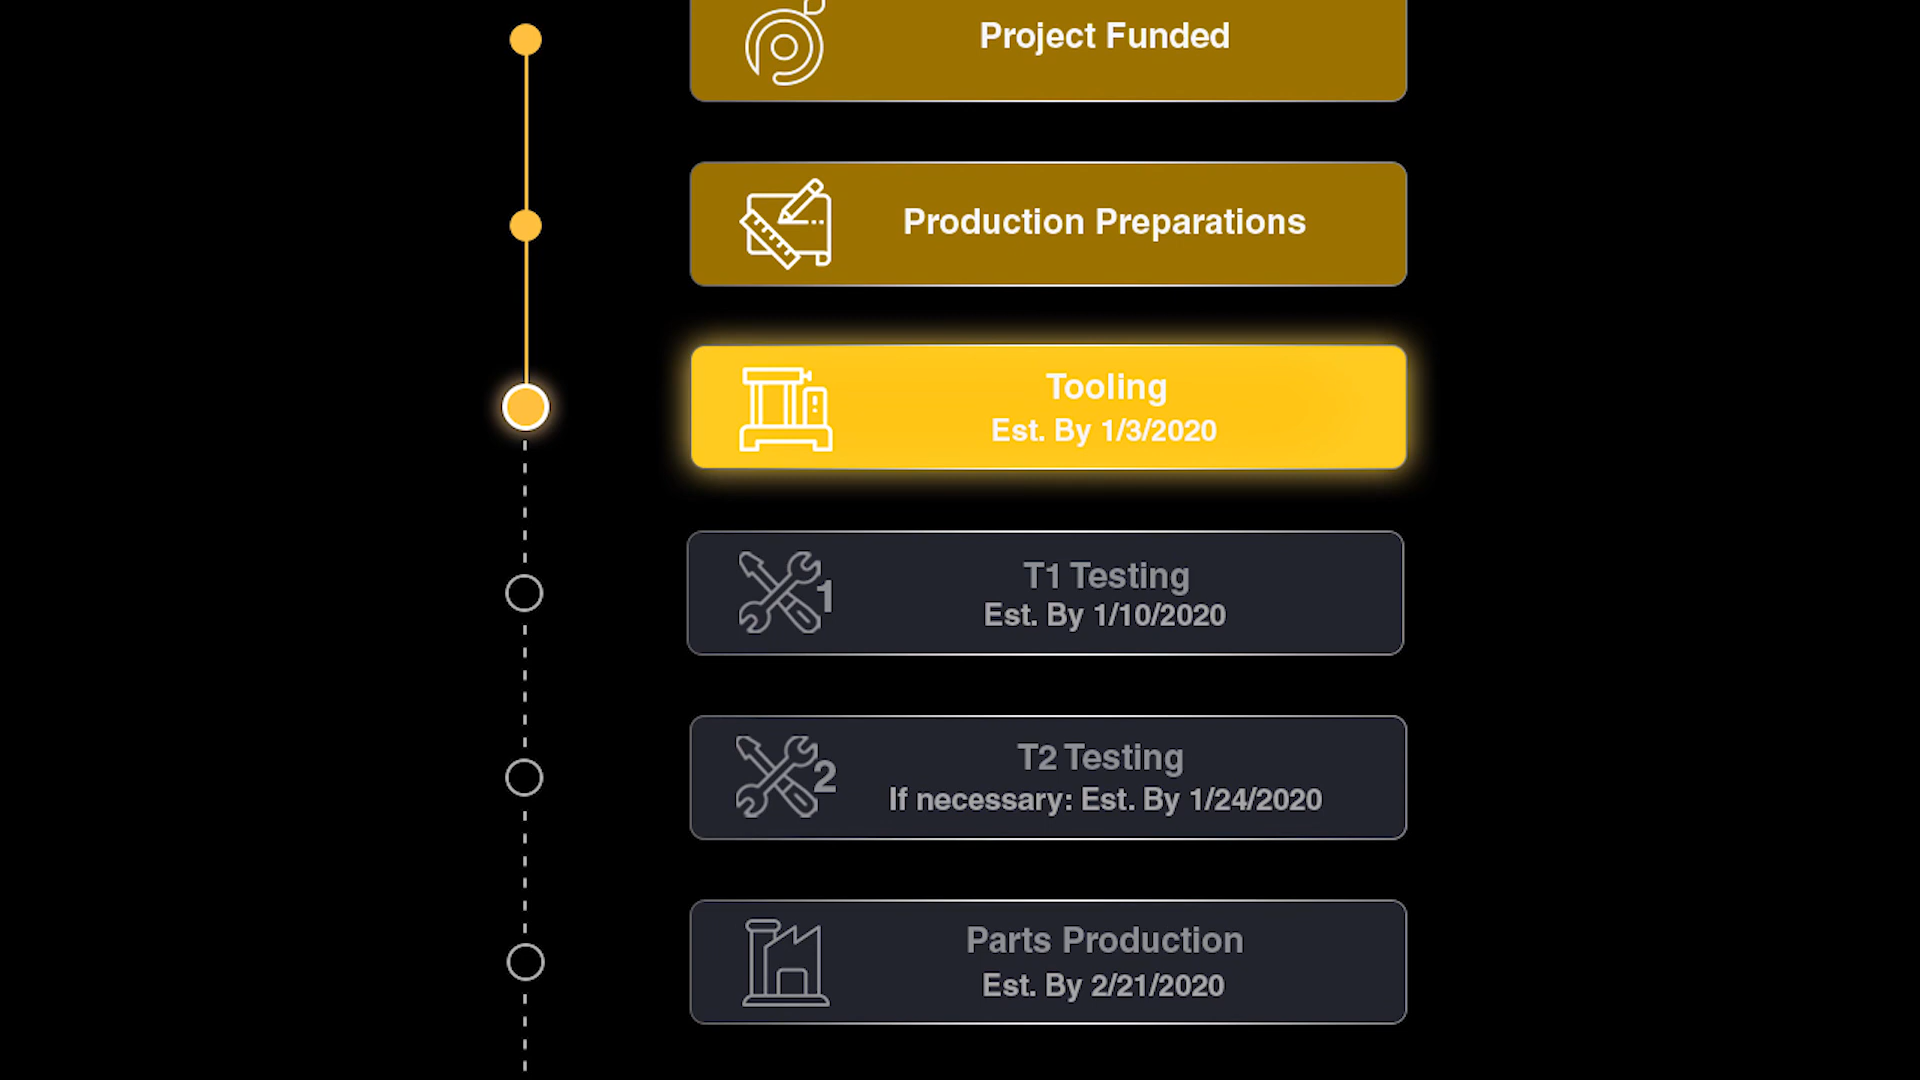 Project Funded
Production Preparations
Tooling
Est. By 1/3/2020
1
T1 Testing
Est. By 1/10/2020
2
T2 Testing
If necessary: Est. By 1/24/2020
Parts Production
Est. By 2/21/2020